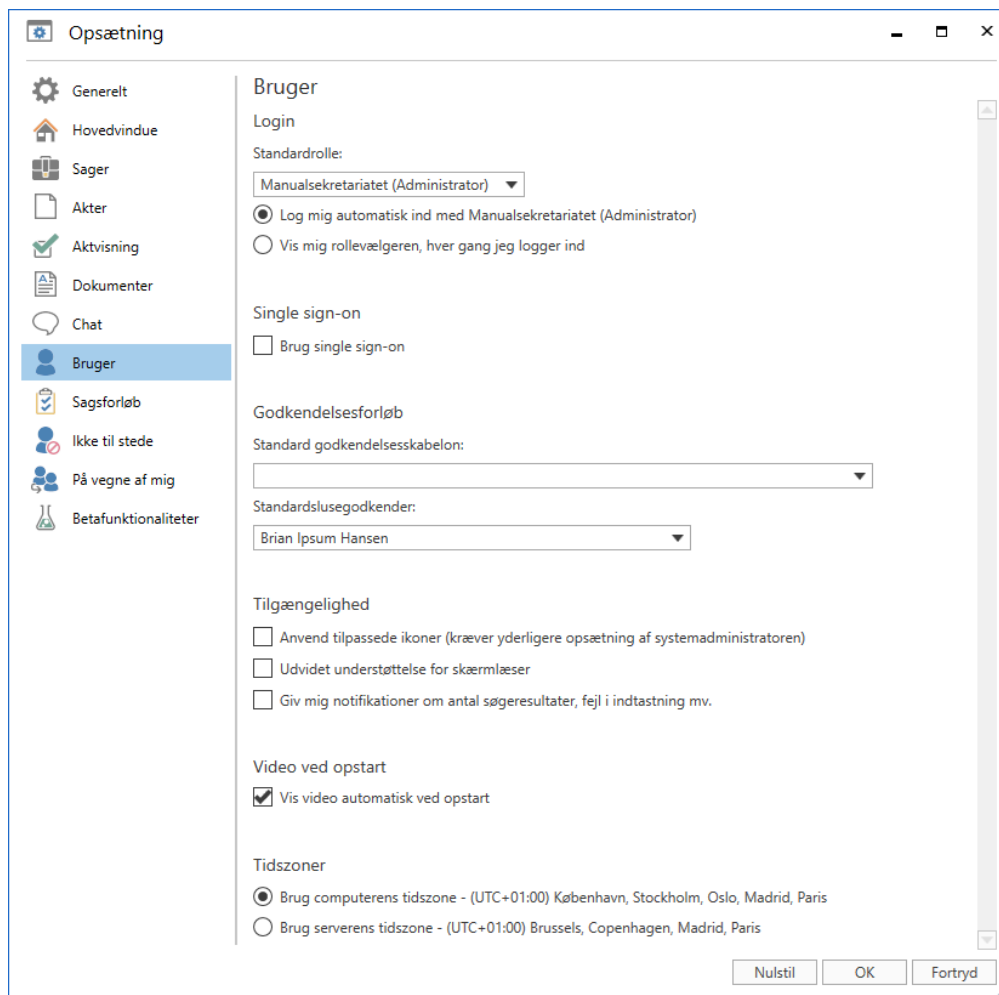 Opsætning
Generelt
Hovedvindue
Sager
Akter
Aktvisning
Dokumenter
Chat
Bruger
Sagsforløb
Ikke til stede
På vegne af mig
Betafunktionaliteter
Bruger
Login
Standardrolle:
Manualsekretariatet (Administrator)
Log mig automatisk ind med Manualsekretariatet (Administrator)
Vis mig rollevælgeren, hver gang jeg logger ind
Single sign-on
Brug single sign-on
Godkendelsesforløb
Standard godkendelsesskabelon:
Standardslusegodkender:
Brian Ipsum Hansen
Tilgængelighed
Anvend tilpassede ikoner (kræver yderligere opsætning af systemadministratoren)
Udvidet understøttelse for skærmlæser
Giv mig notifikationer om antal søgeresultater, fejl i indtastning mv.
Video ved opstart
Vis video automatisk ved opstart
Tidszoner
Brug computerens tidszone - (UTC+01:00) København, Stockholm, Oslo, Madrid, Paris
Brug serverens tidszone - (UTC+01:00) Brussels, Copenhagen, Madrid, Paris
Nulstil OK Fortryd